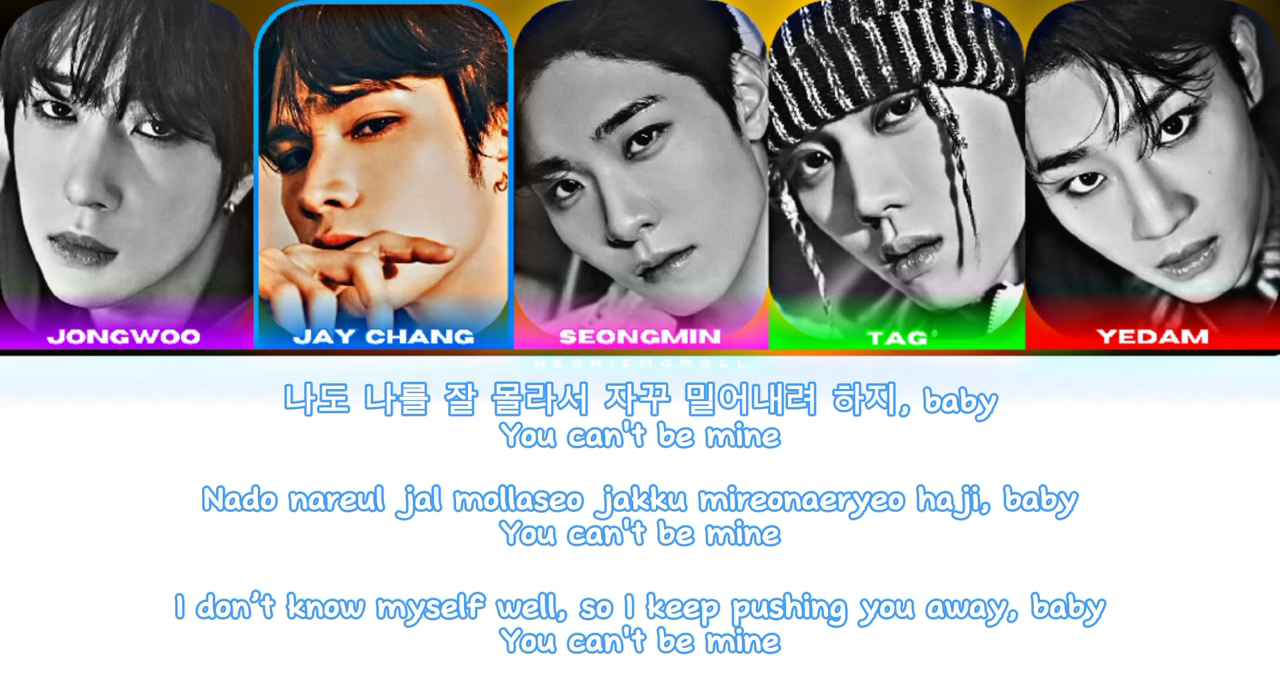 JONGWOO
JAY CHANG
SEONGMIN
TAG
YEDAM
HEONIEMOMOLL
나도 나를 잘 몰라서 자꾸 밀어내려 하지, baby
You can't be mine
Nado nareul jal mollaseo jakku mireonaeryeo haji, baby
You can't be mine
I don't know myself well, so I keep pushing you away, baby
You can't be mine